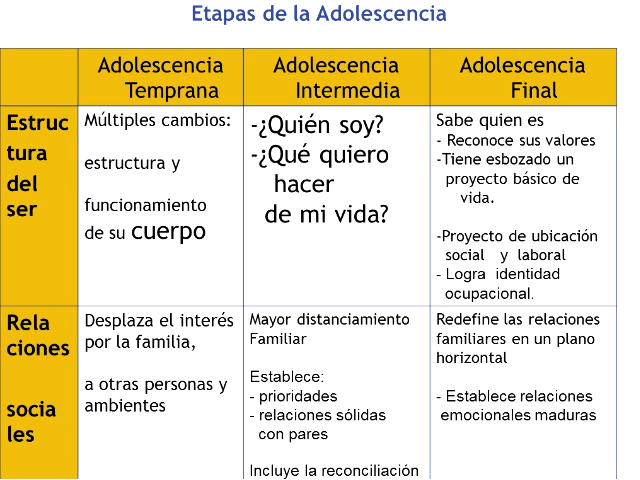 Etapas de la Adolescencia
Adolescencia
Temprana
Adolescencia
Intermedia
Adolescencia
Final
Estruc
tura
del
ser
Múltiples cambios:
estructura y
funcionamiento
de su cuerpo
-¿Quién soy?
-¿Qué quiero
hacer
de mi vida?
Sabe quien es
- Reconoce sus valores
-Tiene esbozado un
proyecto básico de
vida.
-Proyecto de ubicación
social y laboral
- Logra identidad
ocupacional.
Rela
ciones
socia
les
Desplaza el interés
por la familia,
a otras personas y
ambientes
Mayor distanciamiento
Familiar
Establece:
- prioridades
- relaciones sólidas
con pares
Incluye la reconciliación
Redefine las relaciones
familiares en un plano
horizontal
- Establece relaciones
emocionales maduras